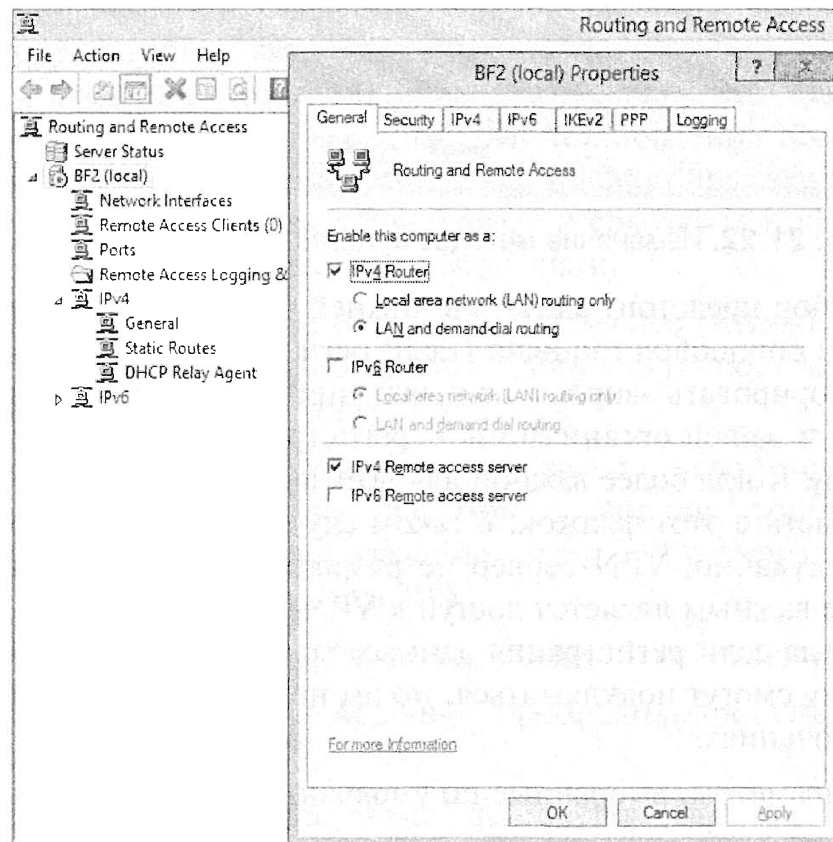 Routing and Remote Access
File Action View Help
Routing and Remote Access
Server Status
BF2 (local)
Network Interfaces
Remote Access Clients (0)
Ports
Remote Access Logging &
IPv4
General
Static Routes
DHCP Relay Agent
IPv6
BF2 (local) Properties
?
General Security IPv4 IPv6 IKEv2 PPP Logging
Routing and Remote Access
Enable this computer as a:
IPv4 Router
Local area network (LAN) routing only
LAN and demand-dial routing
IPv6 Router
Local area network (LAN) routing only
LAN and demand dial routing
IPv4 Remote access server
IPv6 Remote access server
For more Information
OK Cancel Apply